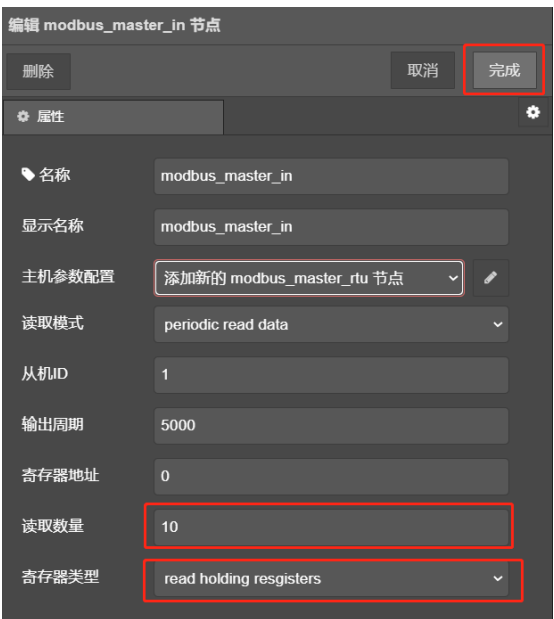 编辑 modbus_master_in 节点
删除 取消 完成
属性
名称 modbus_master_in
显示名称 modbus_master_in
主机参数配置 添加新的 modbus_master_rtu 节点
读取模式 periodic read data
从机ID 1
输出周期 5000
寄存器地址 0
读取数量 10
寄存器类型 read holding resgisters